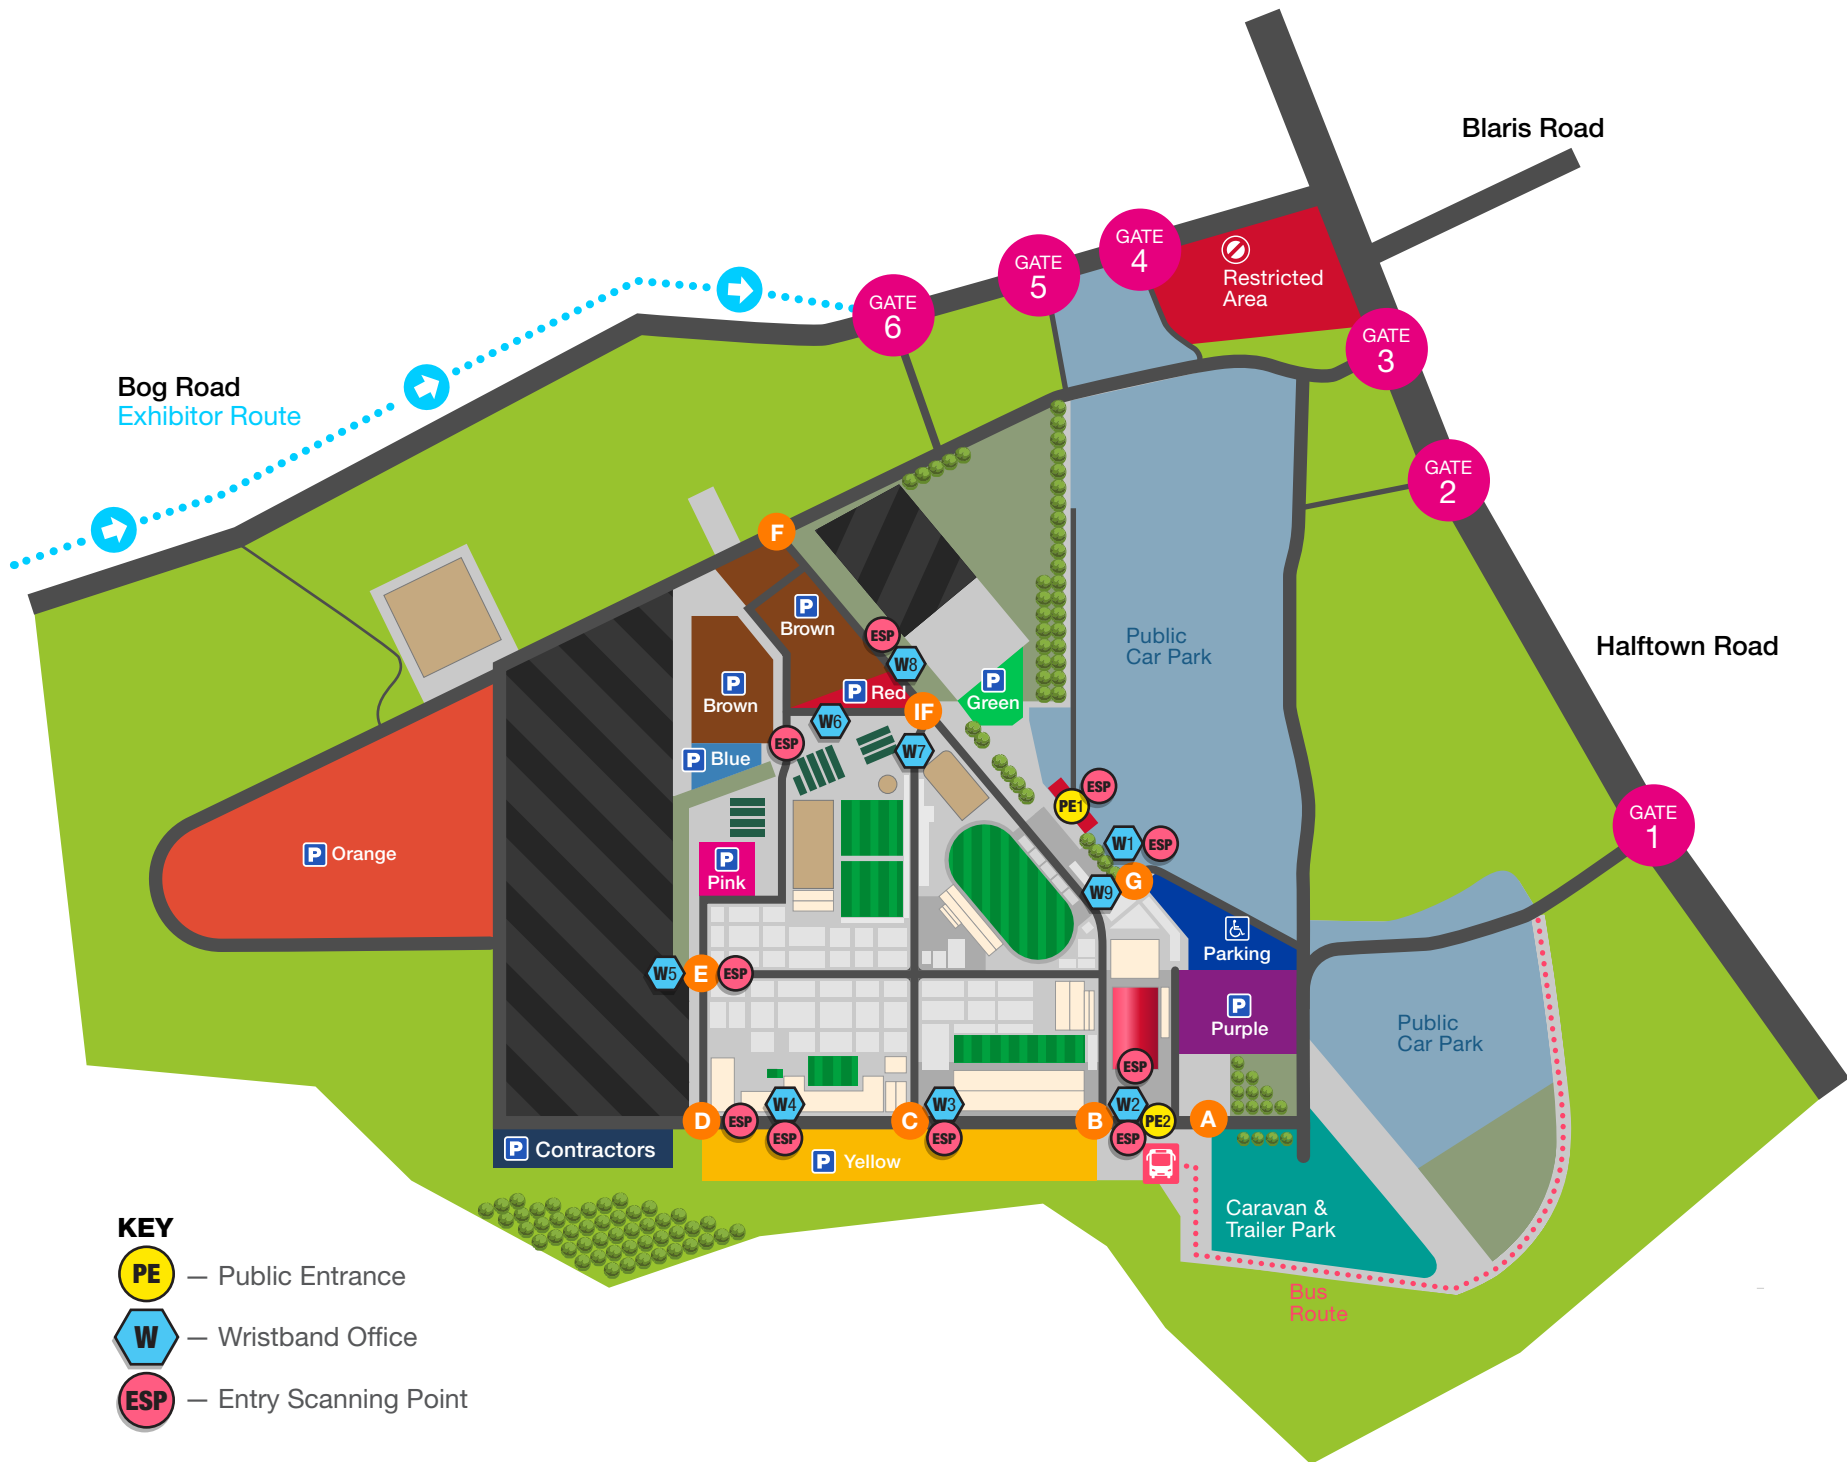 Blaris Road
GATE
4
GATE
5
Restricted
Area
GATE
6
GATE
3
Bog Road
Exhibitor Route
GATE
2
F
P
Brown
ESP
Public
Car Park
Halftown Road
W8
P
Brown
P
Red
P
Green
IF
W6
ESP
W7
P
Blue
ESP
PE1
GATE
1
W1
ESP
P
Orange
P
Pink
G
W9
Parking
W5
E
ESP
P
Purple
Public
Car Park
ESP
W4
W3
W2
D
ESP
C
B
PE2
A
ESP
ESP
ESP
P
Contractors
P
Yellow
Caravan &
Trailer Park
Bus
Route
KEY
PE
— Public Entrance
W
— Wristband Office
ESP
— Entry Scanning Point